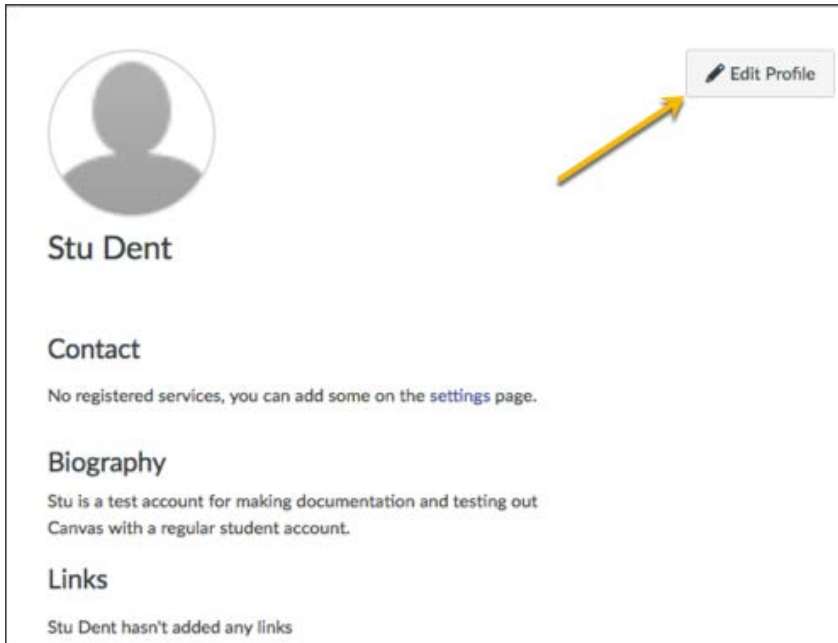 Edit Profile
Stu Dent
Contact
No registered services, you can add some on the settings page.
Biography
Stu is a test account for making documentation and testing out
Canvas with a regular student account.
Links
Stu Dent hasn't added any links